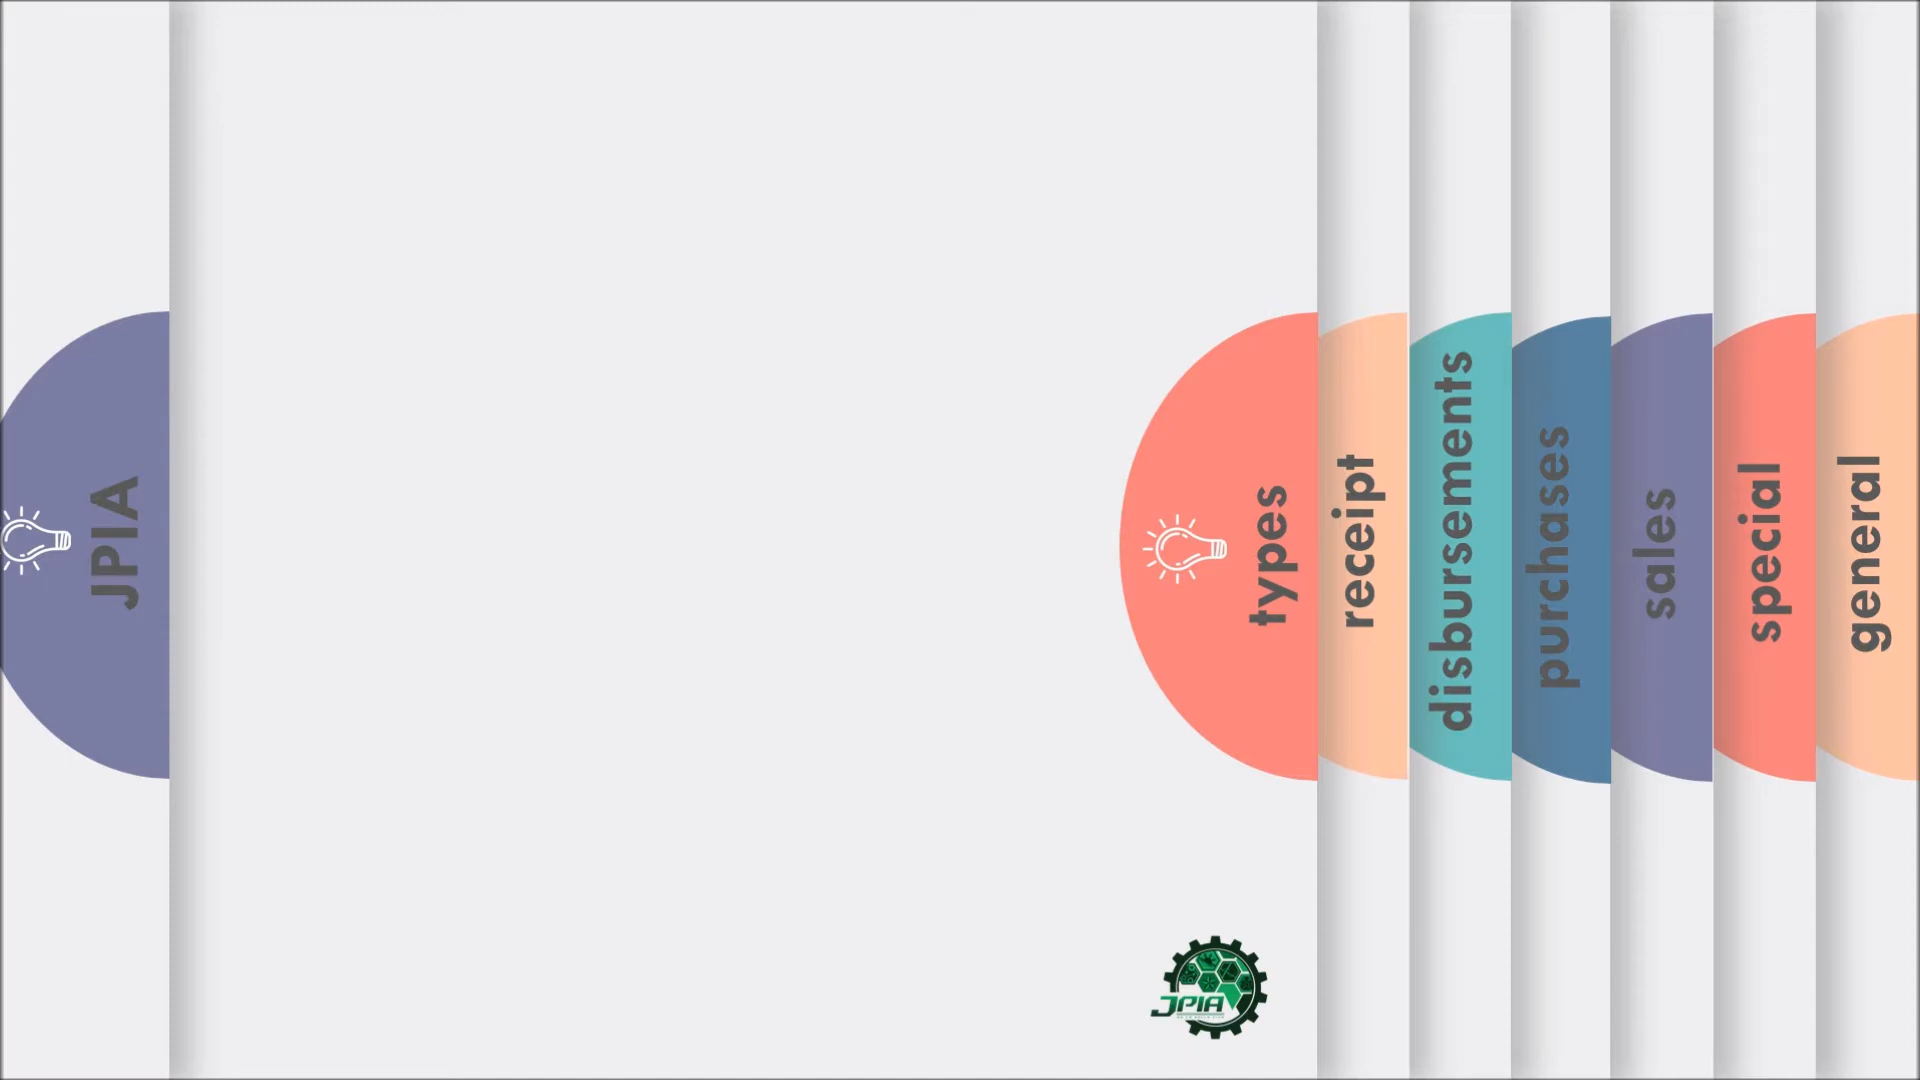 JPIA
types
receipt
disbursements
purchases
sales
special
general
JPIA